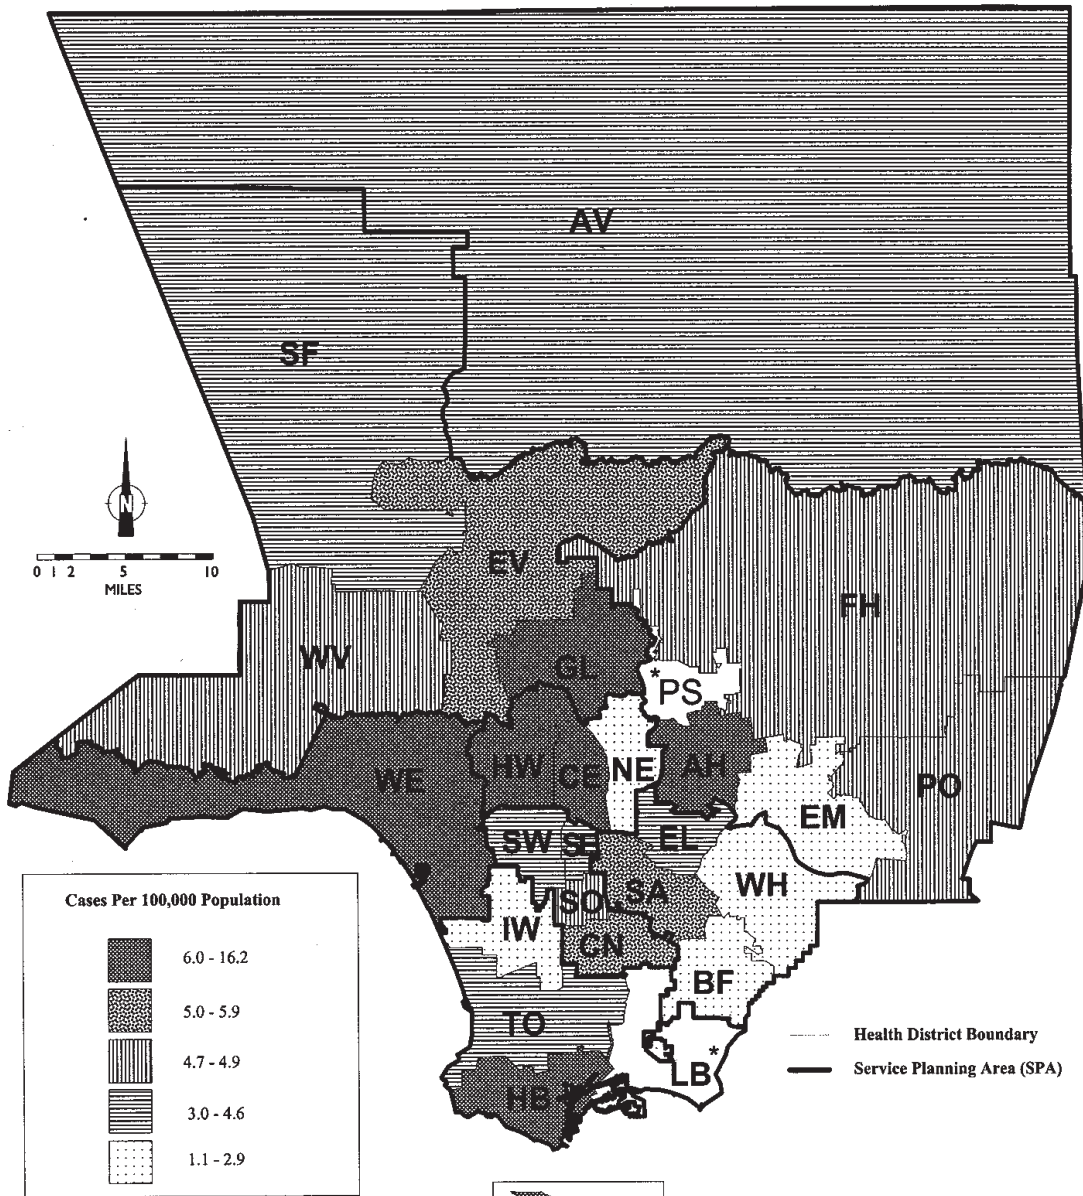 AV
SF
N
0 1 2 5 10
MILES
EV
FH
WV
GL
* PS
WE
HW
CE
NE
AH
PO
SW
SE
EL
EM
SA
WH
SO
IW
CN
BF
TO
LB *
HB
Cases Per 100,000 Population
6.0 - 16.2
5.0 - 5.9
4.7 - 4.9
3.0 - 4.6
1.1 - 2.9
Health District Boundary
Service Planning Area (SPA)